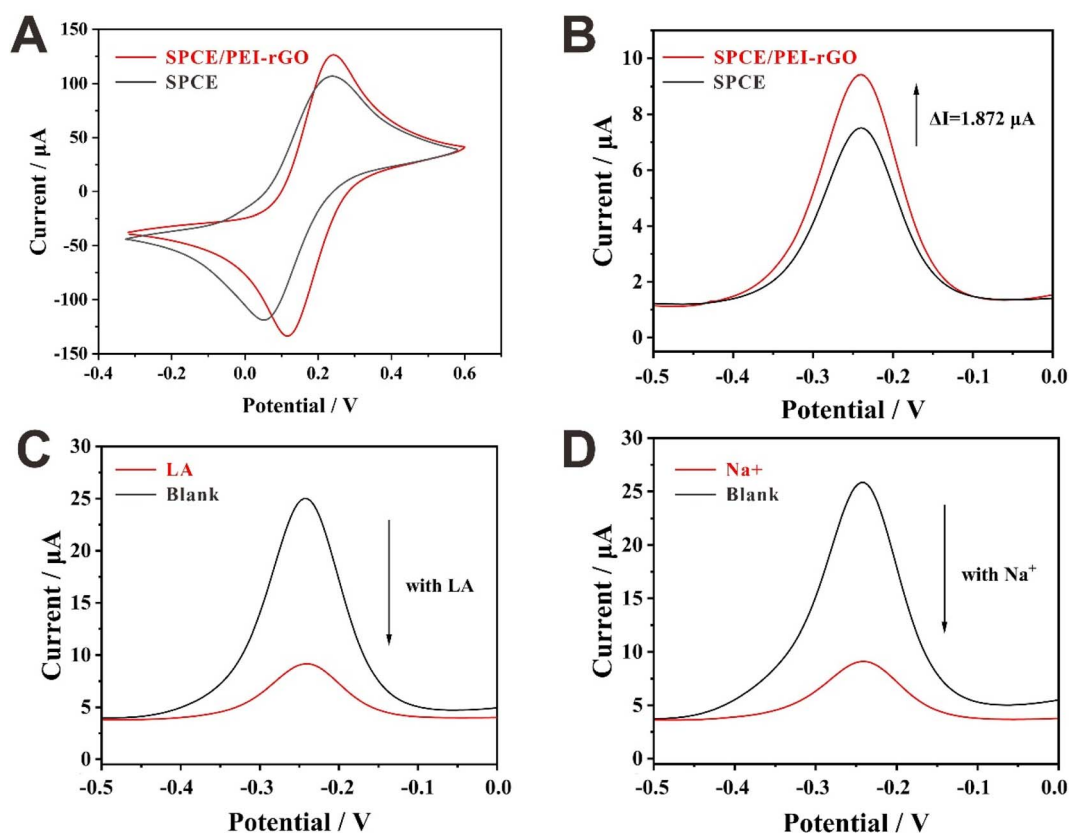 A
SPCE/PEI-rGO
SPCE
150
100
50
0
-50
-100
-150
-0.4
-0.2
0.0
0.2
0.4
0.6
Current / µA
Potential / V
B
SPCE/PEI-rGO
SPCE
ΔI=1.872 µA
10
8
6
4
2
0
-0.5
-0.4
-0.3
-0.2
-0.1
0.0
Current / µA
Potential / V
C
LA
Blank
with LA
30
25
20
15
10
5
0
-0.5
-0.4
-0.3
-0.2
-0.1
0.0
Current / µA
Potential / V
D
Na+
Blank
with Na⁺
30
25
20
15
10
5
0
-0.5
-0.4
-0.3
-0.2
-0.1
0.0
Current / µA
Potential / V